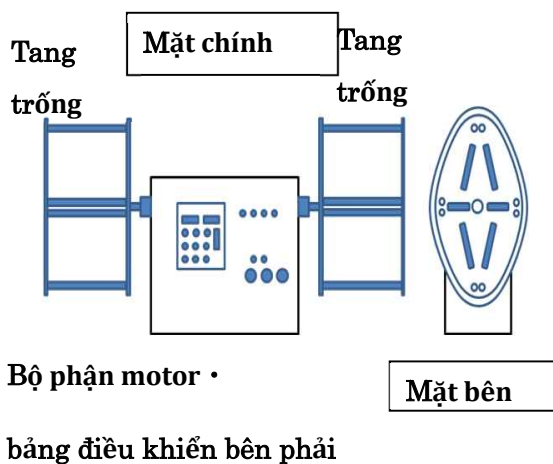 Tang
trống
Mặt chính
Tang
trống
Bộ phận motor・
bảng điều khiển bên phải
Mặt bên